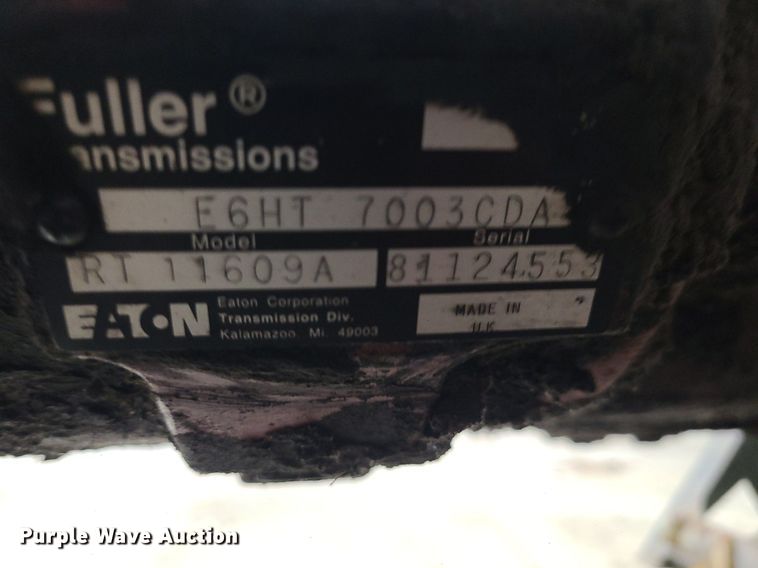 Fuller ®
ansmissions
E6HT 7003CDA
Model Serial
RT 11609A 81124553
EATON
Eaton Corporation
Transmission Div.
Kalamazoo, Mi. 49003
MADE IN
U.K
Purple Wave Auction